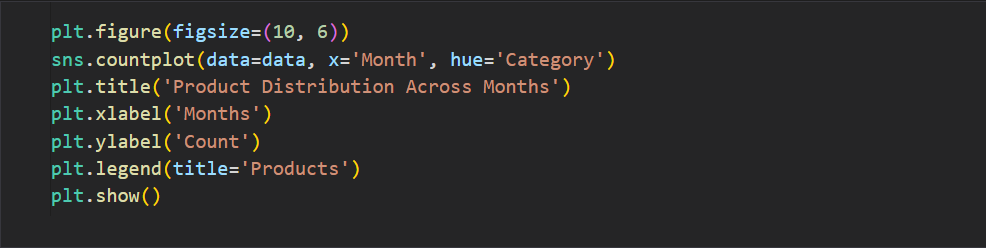 plt.figure(figsize=(10, 6))
sns.countplot(data=data, x='Month', hue='Category')
plt.title('Product Distribution Across Months')
plt.xlabel('Months')
plt.ylabel('Count')
plt.legend(title='Products')
plt.show()